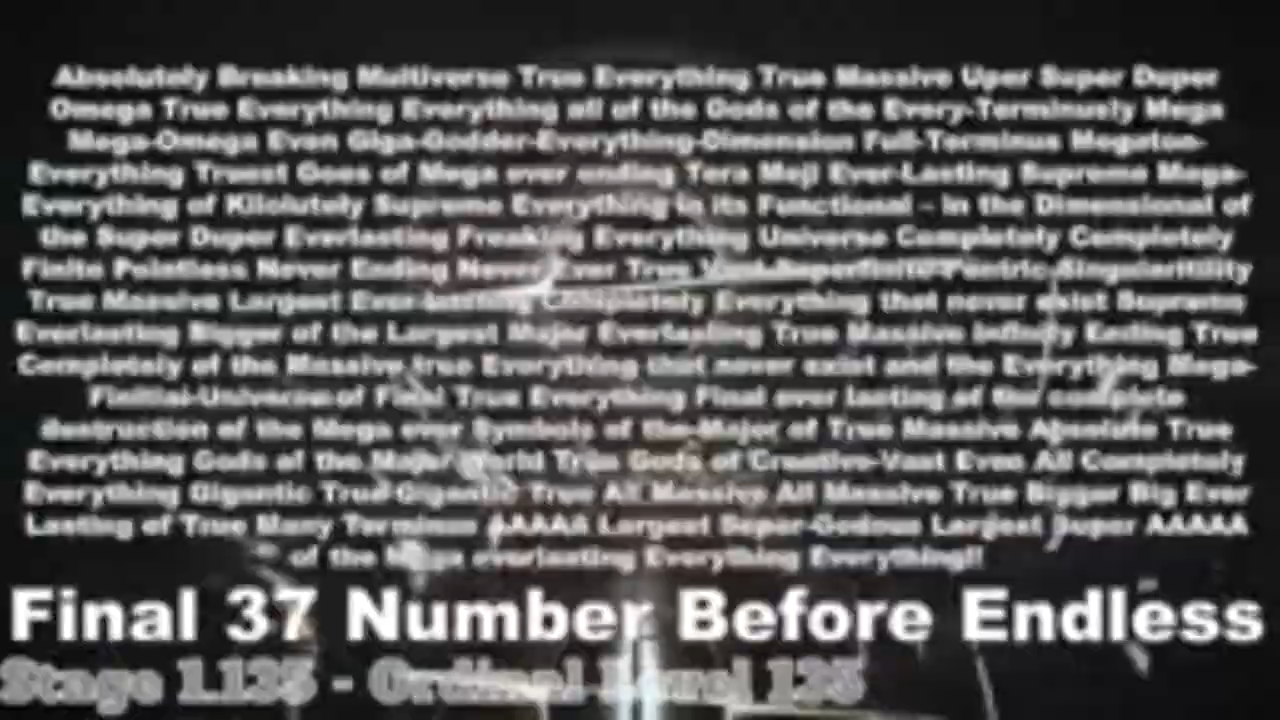 Absolutely Breaking Multiverse True Everything True Massive Uper Super Duper
Omega True Everything Everything all of the Gods of the Every-Terminusly Mega
Mega-Omega Even Giga-Godder-Everything-Dimension Full-Terminus Megaton-
Everything Truest Goes of Mega ever ending Tera Meji Ever-Lasting Supreme Mega-
Everything of Kilolutely Supreme Everything in its Functional - In the Dimensional of
the Super Duper Everlasting Freaking Everything Universe Completely Completely
Finite Pointless Never Ending Never Ever True
True Massive Largest Ever-Lasting Completely Everything that never exist Supreme
Everlasting Bigger of the Largest Major Everlasting True Massive Infinity Ending True
Completely of the Massive true Everything that never exist and the Everything Mega-
of Final True Everything Final ever lasting of the complete
destruction of the Mega ever Symbols of the Major of True Massive Absolute True
Everything Gods of the Major World True Gods of Creative-Vast Even All Completely
Everything Gigantic True Gigantic True All Massive All Massive True Bigger Big Ever
Lasting of True Many Terminus AAAAA Largest Super-Godous Largest Super AAAAA
of the Mega everlasting Everything Everything!!
Final 37 Number Before Endless
Stage 1.135 - Ordinal Level 135